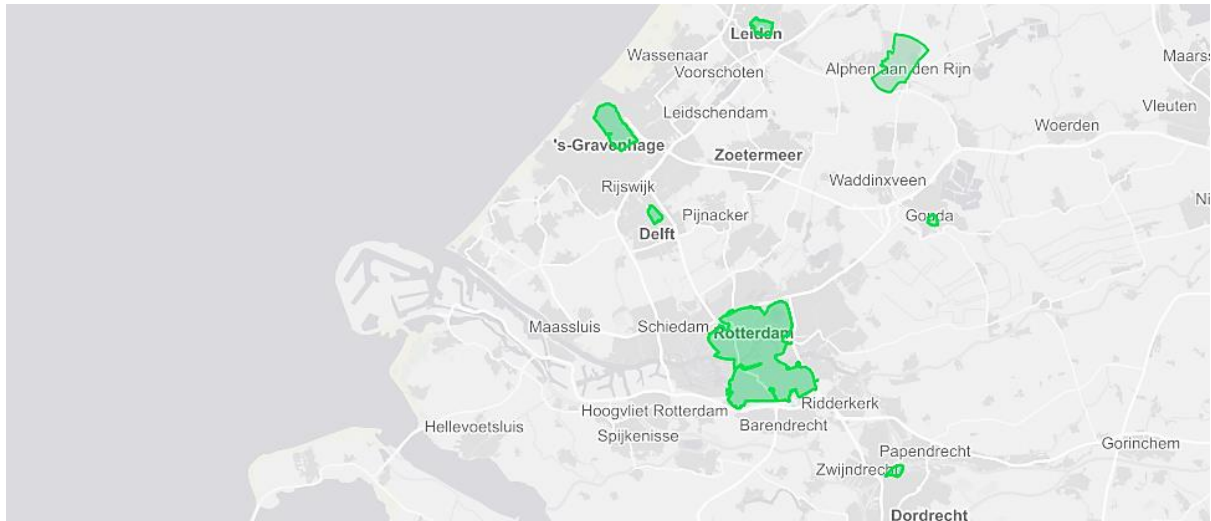 Leiden
Wassenaar
Voorschoten
Alphen aan den Rijn
Maarss
Vleuten
Leidschendam
Woerden
's-Gravenhage
Zoetermeer
Rijswijk
Waddinxveen
Ni
Pijnacker
Gouda
Delft
Maassluis
Schiedam
Rotterdam
Hoogvliet Rotterdam
Ridderkerk
Hellevoetsluis
Barendrecht
Spijkenisse
Gorinchem
Papendrecht
Zwijndrecht
Dordrecht